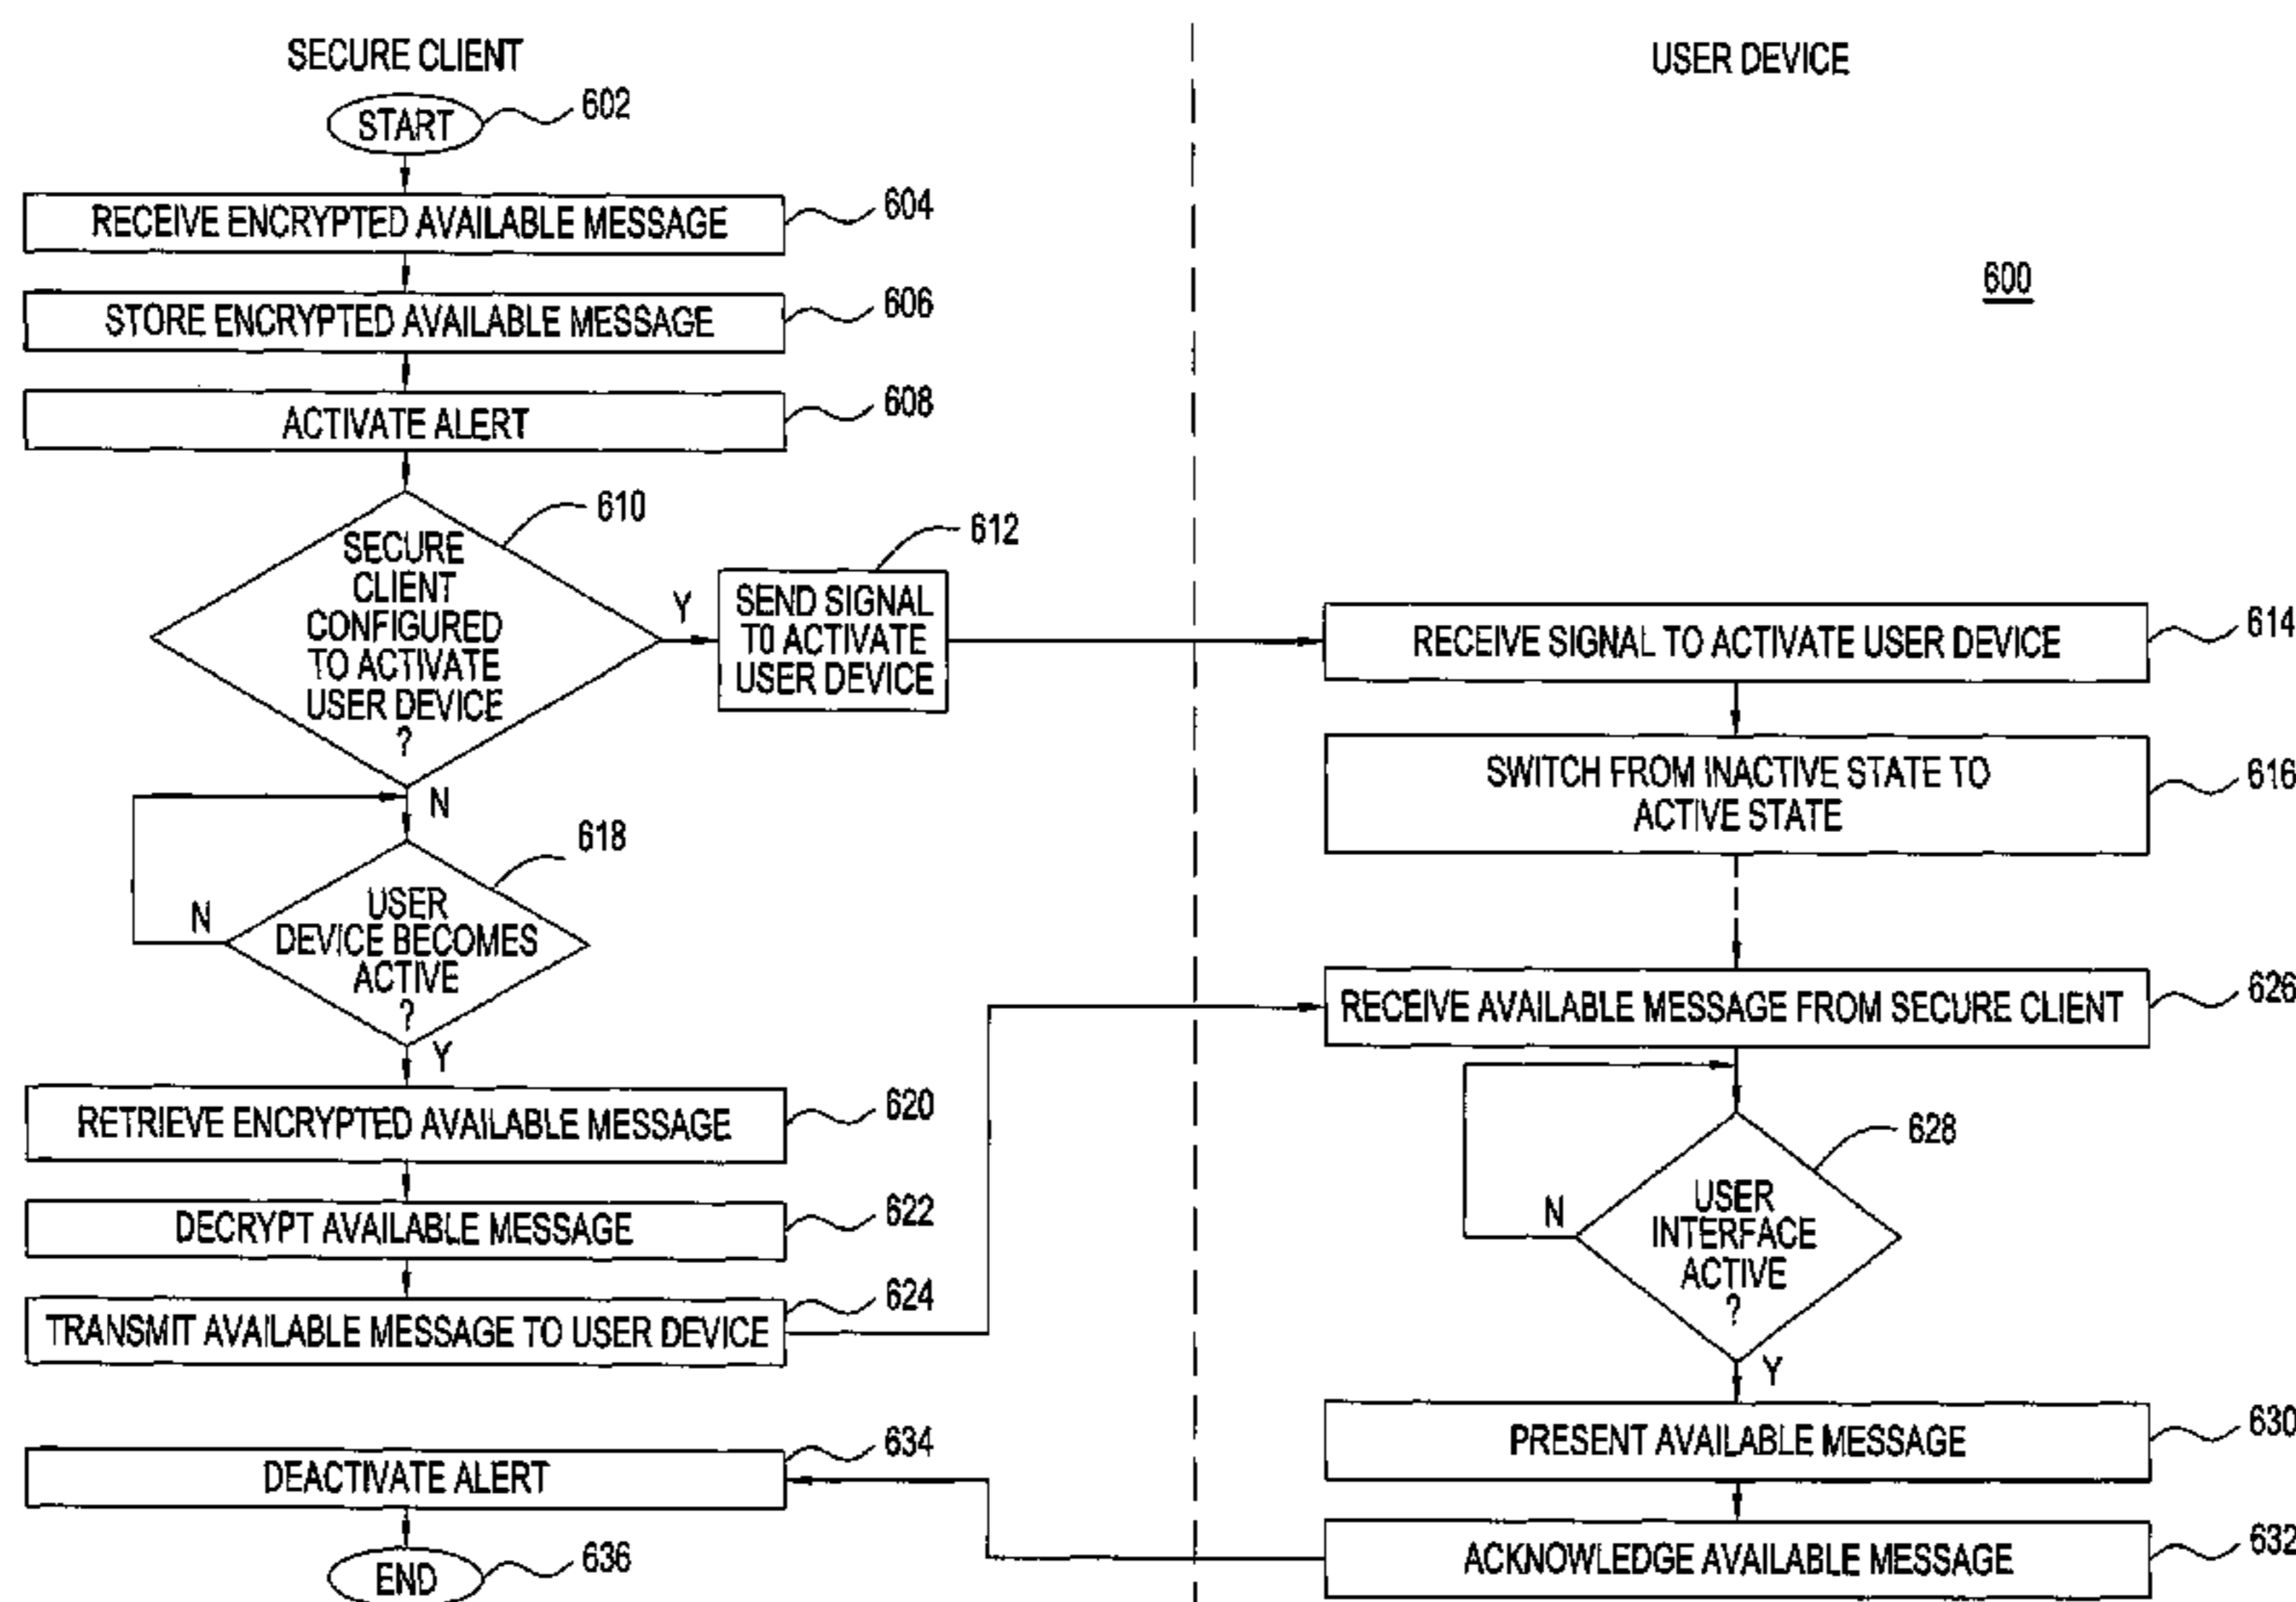 SECURE CLIENT
USER DEVICE
START
602
RECEIVE ENCRYPTED AVAILABLE MESSAGE
604
600
STORE ENCRYPTED AVAILABLE MESSAGE
606
ACTIVATE ALERT
608
610
SECURE
CLIENT
CONFIGURED
TO ACTIVATE
USER DEVICE
?
Y
612
SEND SIGNAL
TO ACTIVATE
USER DEVICE
RECEIVE SIGNAL TO ACTIVATE USER DEVICE
614
SWITCH FROM INACTIVE STATE TO
ACTIVE STATE
616
N
618
USER
DEVICE BECOMES
ACTIVE
?
N
Y
RECEIVE AVAILABLE MESSAGE FROM SECURE CLIENT
626
RETRIEVE ENCRYPTED AVAILABLE MESSAGE
620
628
USER
INTERFACE
ACTIVE
?
N
Y
DECRYPT AVAILABLE MESSAGE
622
TRANSMIT AVAILABLE MESSAGE TO USER DEVICE
624
PRESENT AVAILABLE MESSAGE
630
DEACTIVATE ALERT
634
ACKNOWLEDGE AVAILABLE MESSAGE
632
END
636